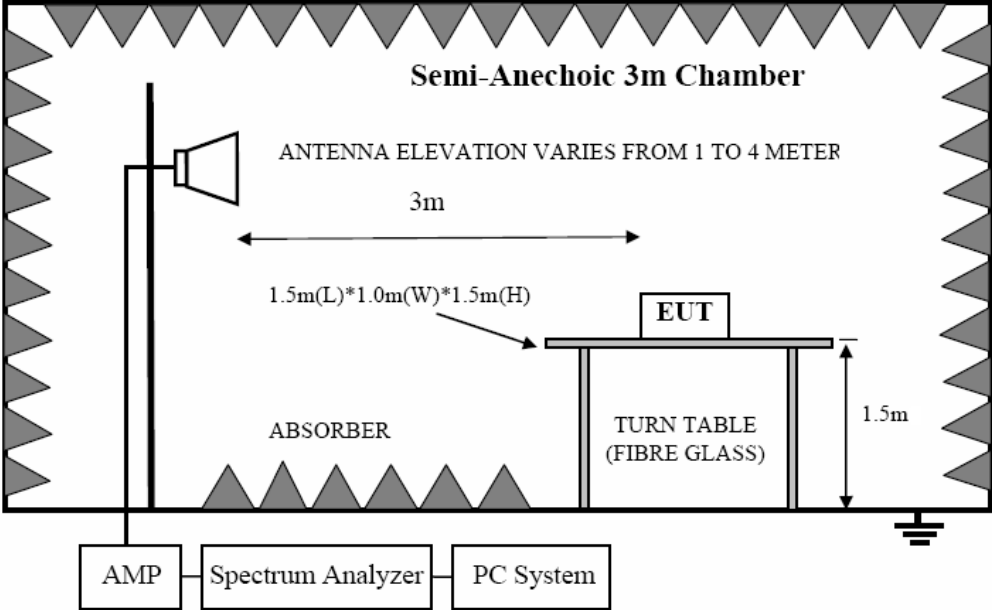 Semi-Anechoic 3m Chamber
ANTENNA ELEVATION VARIES FROM 1 TO 4 METER
3m
1.5m(L)*1.0m(W)*1.5m(H)
EUT
1.5m
ABSORBER
TURN TABLE
(FIBRE GLASS)
AMP
Spectrum Analyzer
PC System